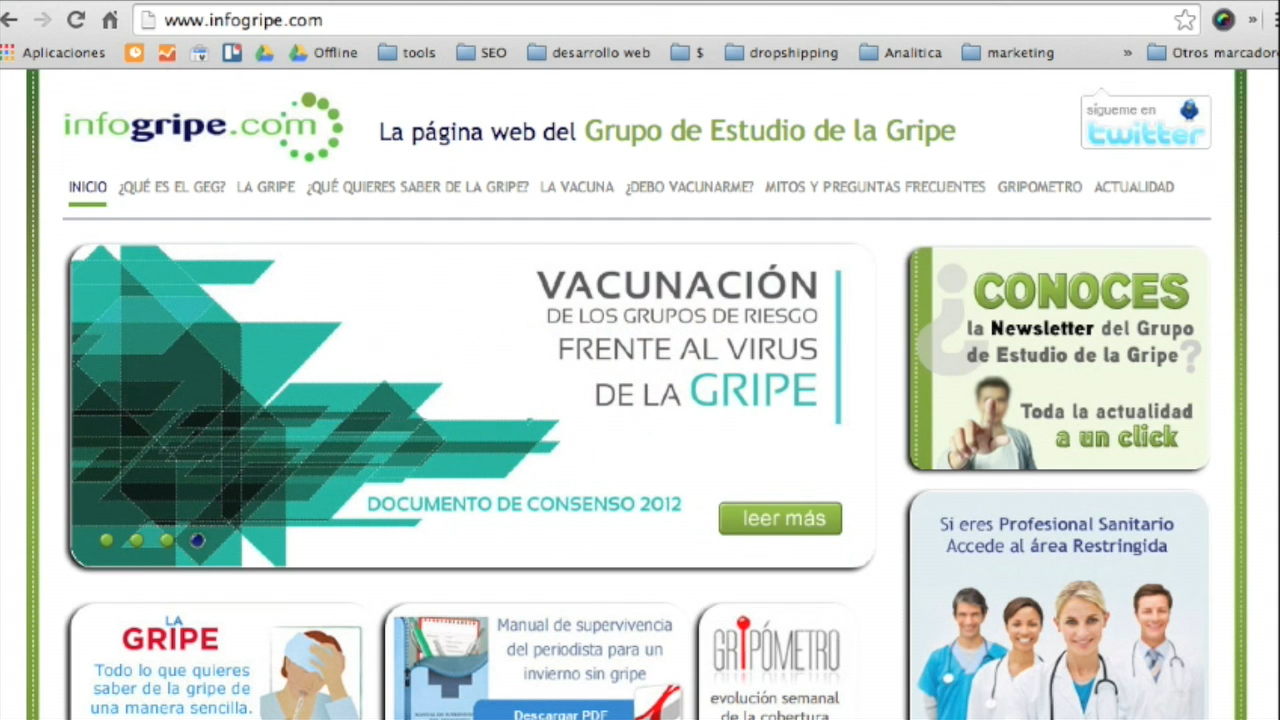 www.infogripe.com
»
Aplicaciones
Offline
tools
SEO
desarrollo web
$
dropshipping
Analitica
marketing
»
Otros marcador
infogripe.com
La página web del Grupo de Estudio de la Gripe
sigueme en
twitter
INICIO ¿QUÉ ES EL GEG? LA GRIPE ¿QUÉ QUIERES SABER DE LA GRIPE? LA VACUNA ¿DEBO VACUNARME? MITOS Y PREGUNTAS FRECUENTES GRIPOMETRO ACTUALIDAD
VACUNACIÓN
DE LOS GRUPOS DE RIESGO
FRENTE AL VIRUS
DE LA GRIPE
DOCUMENTO DE CONSENSO 2012
leer más
¿CONOCES
la Newsletter del Grupo
de Estudio de la Gripe?
Toda la actualidad
a un click
Si eres Profesional Sanitario
Accede al área Restringida
LA
GRIPE
Todo lo que quieres
saber de la gripe de
una manera sencilla.
Manual de supervivencia
del periodista para un
invierno sin gripe
Descargar PDF
GRIPÓMETRO
evolución semanal
de la cobertura